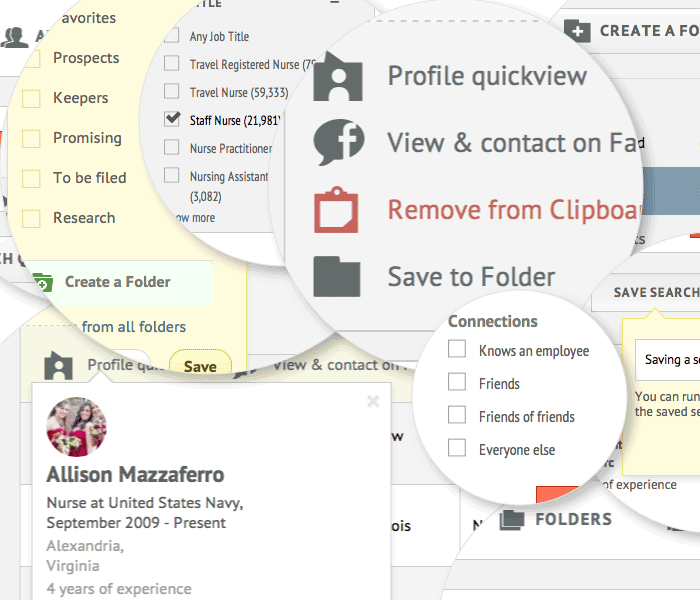 avorites
Prospects
Keepers
Promising
To be filed
Research
Create a Folder
from all folders
Save
Any Job Title
Travel Registered Nurse
Travel Nurse (59,333)
Staff Nurse (21,981)
Nurse Practitioner
Nursing Assistant
(3,082)
ow more
Profile quickview
View & contact on Fa
Remove from Clipboa
Save to Folder
CREATE A FO
SAVE SEARCH
Saving a se
You can run
the saved se
of experience
Connections
Knows an employee
Friends
Friends of friends
Everyone else
Profile qui
View & contact on
Allison Mazzaferro
Nurse at United States Navy,
September 2009 - Present
Alexandria,
Virginia
4 years of experience
ois
FOLDERS